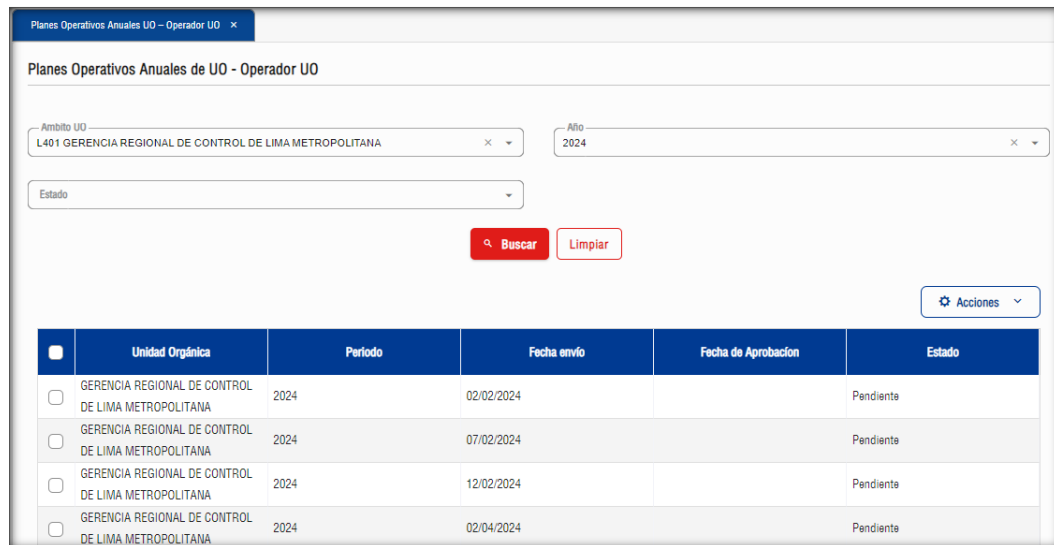 Planes Operativos Anuales UO – Operador UO ×
Planes Operativos Anuales de UO - Operador UO
Ambito UO
Año
L401 GERENCIA REGIONAL DE CONTROL DE LIMA METROPOLITANA ×
2024 ×
Estado
Buscar Limpiar
Acciones
Unidad Orgánica Periodo Fecha envío Fecha de Aprobacíon Estado
GERENCIA REGIONAL DE CONTROL
DE LIMA METROPOLITANA
2024 02/02/2024 Pendiente
GERENCIA REGIONAL DE CONTROL
DE LIMA METROPOLITANA
2024 07/02/2024 Pendiente
GERENCIA REGIONAL DE CONTROL
DE LIMA METROPOLITANA
2024 12/02/2024 Pendiente
GERENCIA REGIONAL DE CONTROL
DE LIMA METROPOLITANA
2024 02/04/2024 Pendiente